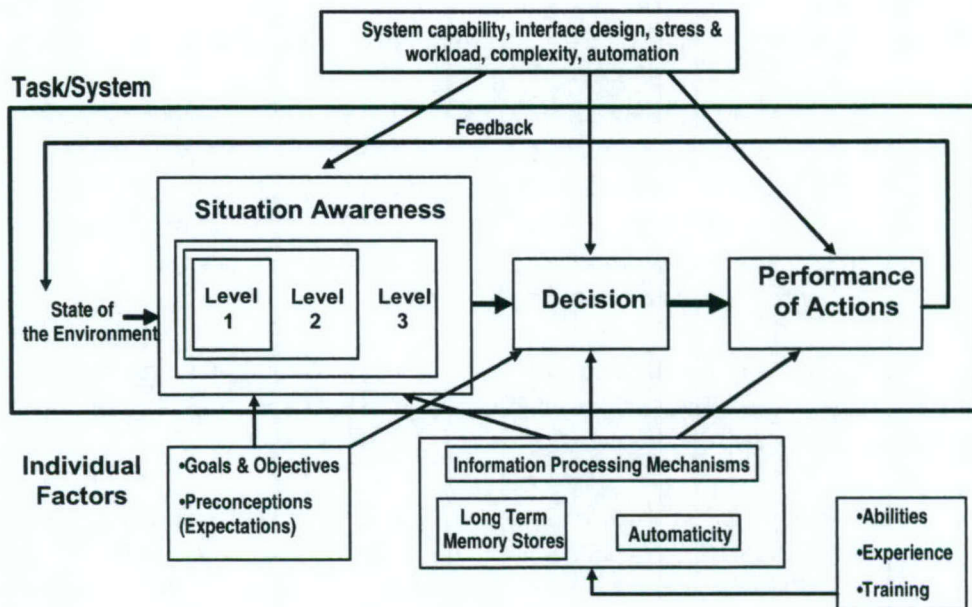 System capability, interface design, stress &
workload, complexity, automation
Task/System
Feedback
Situation Awareness
Level
1
Level
2
Level
3
State of
the Environment
Decision
Performance
of Actions
Individual
Factors
•Goals & Objectives
•Preconceptions
(Expectations)
Information Processing Mechanisms
Long Term
Memory Stores
Automaticity
•Abilities
•Experience
•Training